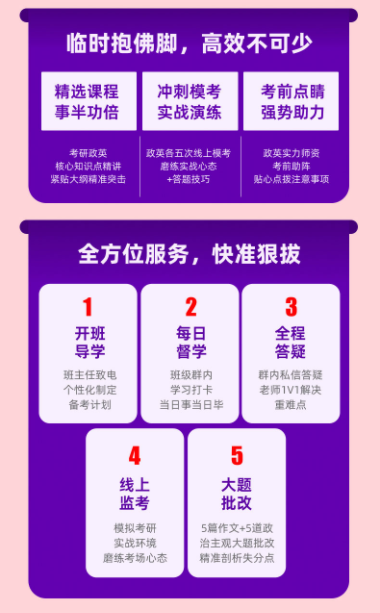 临时抱佛脚，高效不可少
精选课程
事半功倍
冲刺模考
实战演练
考前点睛
强势助力
考研政英
核心知识点精讲
紧贴大纲精准突击
政英各五次线上模考
磨练实战心态
+答题技巧
政英实力师资
考前助阵
贴心点拨注意事项
全方位服务，快准狠拔
1
开班
导学
班主任致电
个性化制定
备考计划
2
每日
督学
班级群内
学习打卡
当日事当日毕
3
全程
答疑
群内私信答疑
老师1V1解决
重难点
4
线上
监考
模拟考研
实战环境
磨练考场心态
5
大题
批改
5篇作文+5道政
治主观大题批改
精准剖析失分点